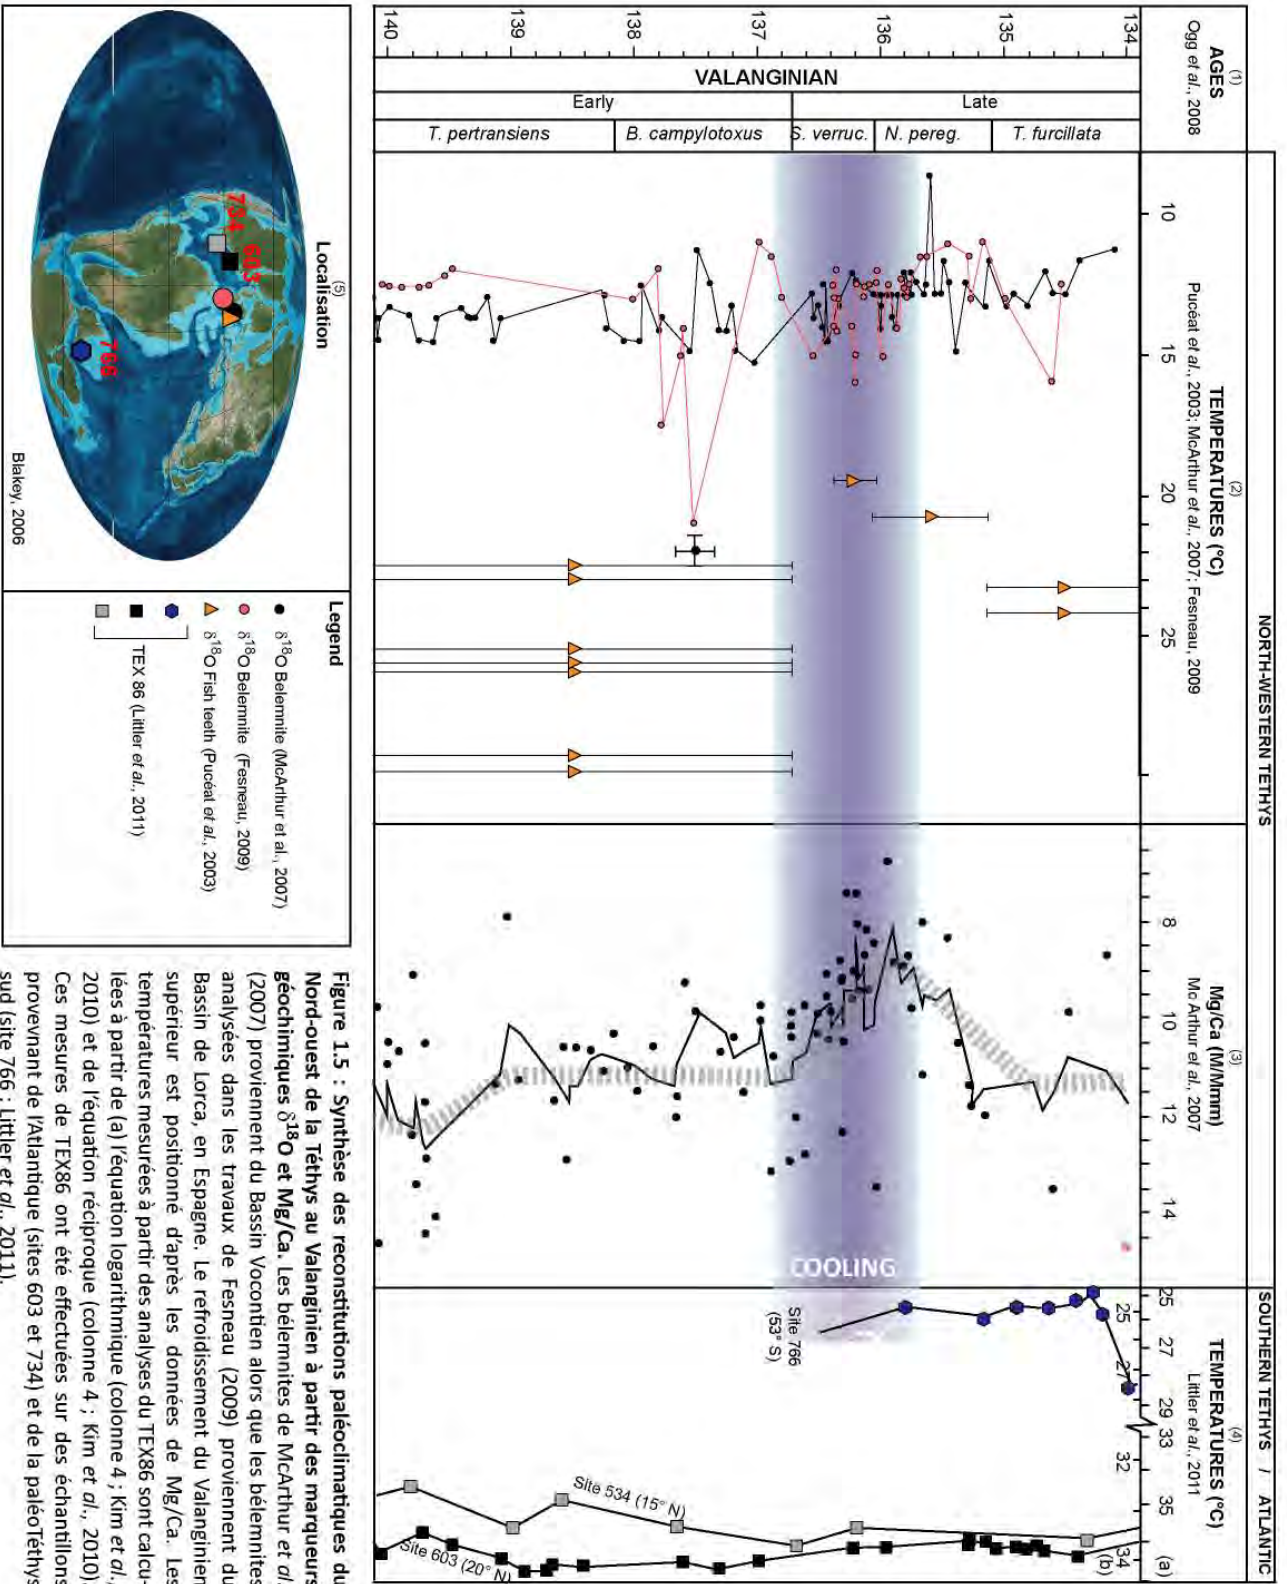 NORTH-WESTERN TETHYS
SOUTHERN TETHYS / ATLANTIC
(1)
AGES
Ogg et al., 2008
(2)
TEMPERATURES (°C)
Pucéat et al., 2003; McArthur et al., 2007; Fesneau, 2009
(3)
Mg/Ca (M/Mmm)
Mc Arthur et al., 2007
(4)
TEMPERATURES (°C)
Littler et al., 2011
10 15 20 25
8 10 12 14
25 27 29 33 35 (a)
25 27 32 34 (b)
134
135
136
137
138
139
140
VALANGINIAN
Late
Early
T. furcillata
N. pereg.
S. verruc.
B. campylotoxus
T. pertransiens
COOLING
Site 766
(53° S)
Site 534 (15° N)
Site 603 (20° N)
(5)
Localisation
734
603
766
Blakey, 2006
Legend
δ18O Belemnite (McArthur et al., 2007)
δ18O Belemnite (Fesneau, 2009)
δ18O Fish teeth (Pucéat et al., 2003)
TEX 86 (Littler et al., 2011)
Figure 1.5 : Synthèse des reconstitutions paléoclimatiques du
Nord-ouest de la Téthys au Valanginien à partir des marqueurs
géochimiques δ18O et Mg/Ca. Les bélemnites de McArthur et al.
(2007) proviennent du Bassin Vocontien alors que les bélemnites
analysées dans les travaux de Fesneau (2009) proviennent du
Bassin de Lorca, en Espagne. Le refroidissement du Valanginien
supérieur est positionné d'après les données de Mg/Ca. Les
températures mesurées à partir des analyses du TEX86 sont calcu-
lées à partir de (a) l'équation logarithmique (colonne 4 ; Kim et al.,
2010) et de l'équation réciproque (colonne 4 ; Kim et al., 2010).
Ces mesures de TEX86 ont été effectuées sur des échantillons
provevnant de l'Atlantique (sites 603 et 734) et de la paléoTéthys
sud (site 766 ; Littler et al., 2011).